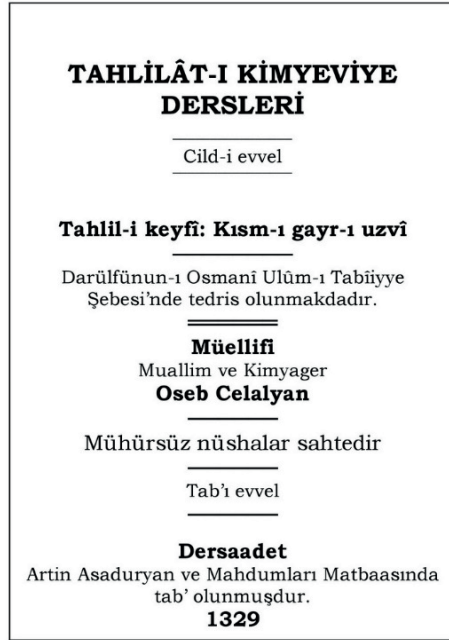 TAHLİLÂT-I KİMYEVİYE
DERSLERİ
Cild-i evvel
Tahlil-i keyfî: Kısm-ı gayr-ı uzvî
Darülfünun-ı Osmanî Ulûm-ı Tabîiyye
Şebesi’nde tedris olunmakdadır.
Müellifi
Muallim ve Kimyager
Oseb Celalyan
Mühürsüz nüshalar sahtedir
Tab’ı evvel
Dersaadet
Artin Asaduryan ve Mahdumları Matbaasında
tab’ olunmuşdur.
1329